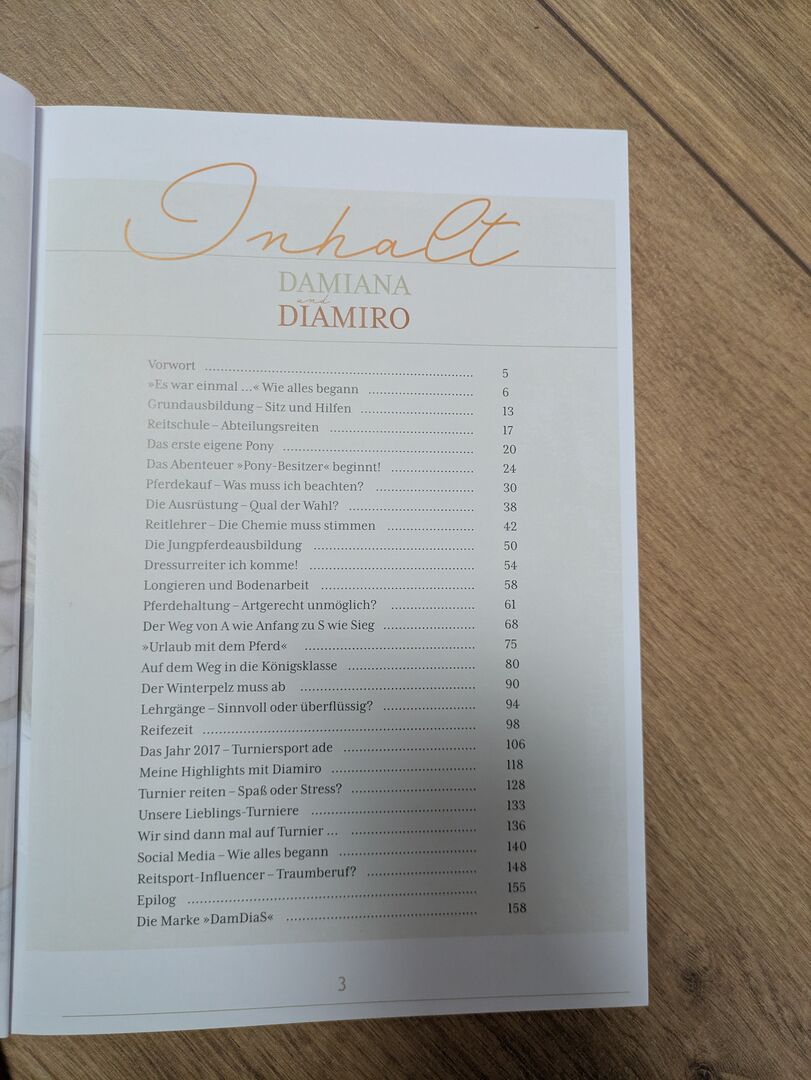 Inhalt
DAMIANA
und
DIAMIRO
Vorwort ........ 5
»Es war einmal ...« Wie alles begann ........ 6
Grundausbildung – Sitz und Hilfen ........ 13
Reitschule – Abteilungsreiten ........ 17
Das erste eigene Pony ........ 20
Das Abenteuer »Pony-Besitzer« beginnt! ........ 24
Pferdekauf – Was muss ich beachten? ........ 30
Die Ausrüstung – Qual der Wahl? ........ 38
Reitlehrer – Die Chemie muss stimmen ........ 42
Die Jungpferdeausbildung ........ 50
Dressurreiter ich komme! ........ 54
Longieren und Bodenarbeit ........ 58
Pferdehaltung – Artgerecht unmöglich? ........ 61
Der Weg von A wie Anfang zu S wie Sieg ........ 68
»Urlaub mit dem Pferd« ........ 75
Auf dem Weg in die Königsklasse ........ 80
Der Winterpelz muss ab ........ 90
Lehrgänge – Sinnvoll oder überflüssig? ........ 94
Reifezeit ........ 98
Das Jahr 2017 – Turniersport ade ........ 106
Meine Highlights mit Diamiro ........ 118
Turnier reiten – Spaß oder Stress? ........ 128
Unsere Lieblings-Turniere ........ 133
Wir sind dann mal auf Turnier ... ........ 136
Social Media – Wie alles begann ........ 140
Reitsport-Influencer – Traumberuf? ........ 148
Epilog ........ 155
Die Marke »DamDiaS« ........ 158
3